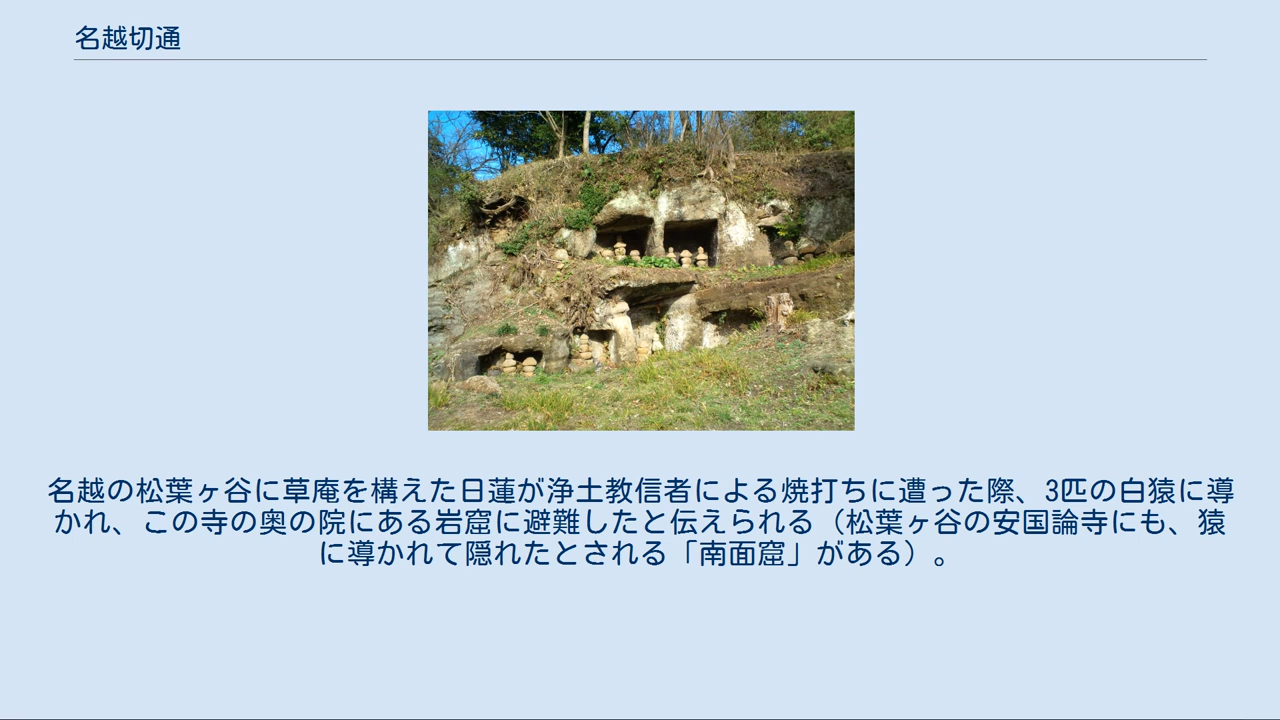 名越切通
名越の松葉ヶ谷に草庵を構えた日蓮が浄土教信者による焼打ちに遭った際、3匹の白猿に導
かれ、この寺の奥の院にある岩窟に避難したと伝えられる（松葉ヶ谷の安国論寺にも、猿
に導かれて隠れたとされる「南面窟」がある）。